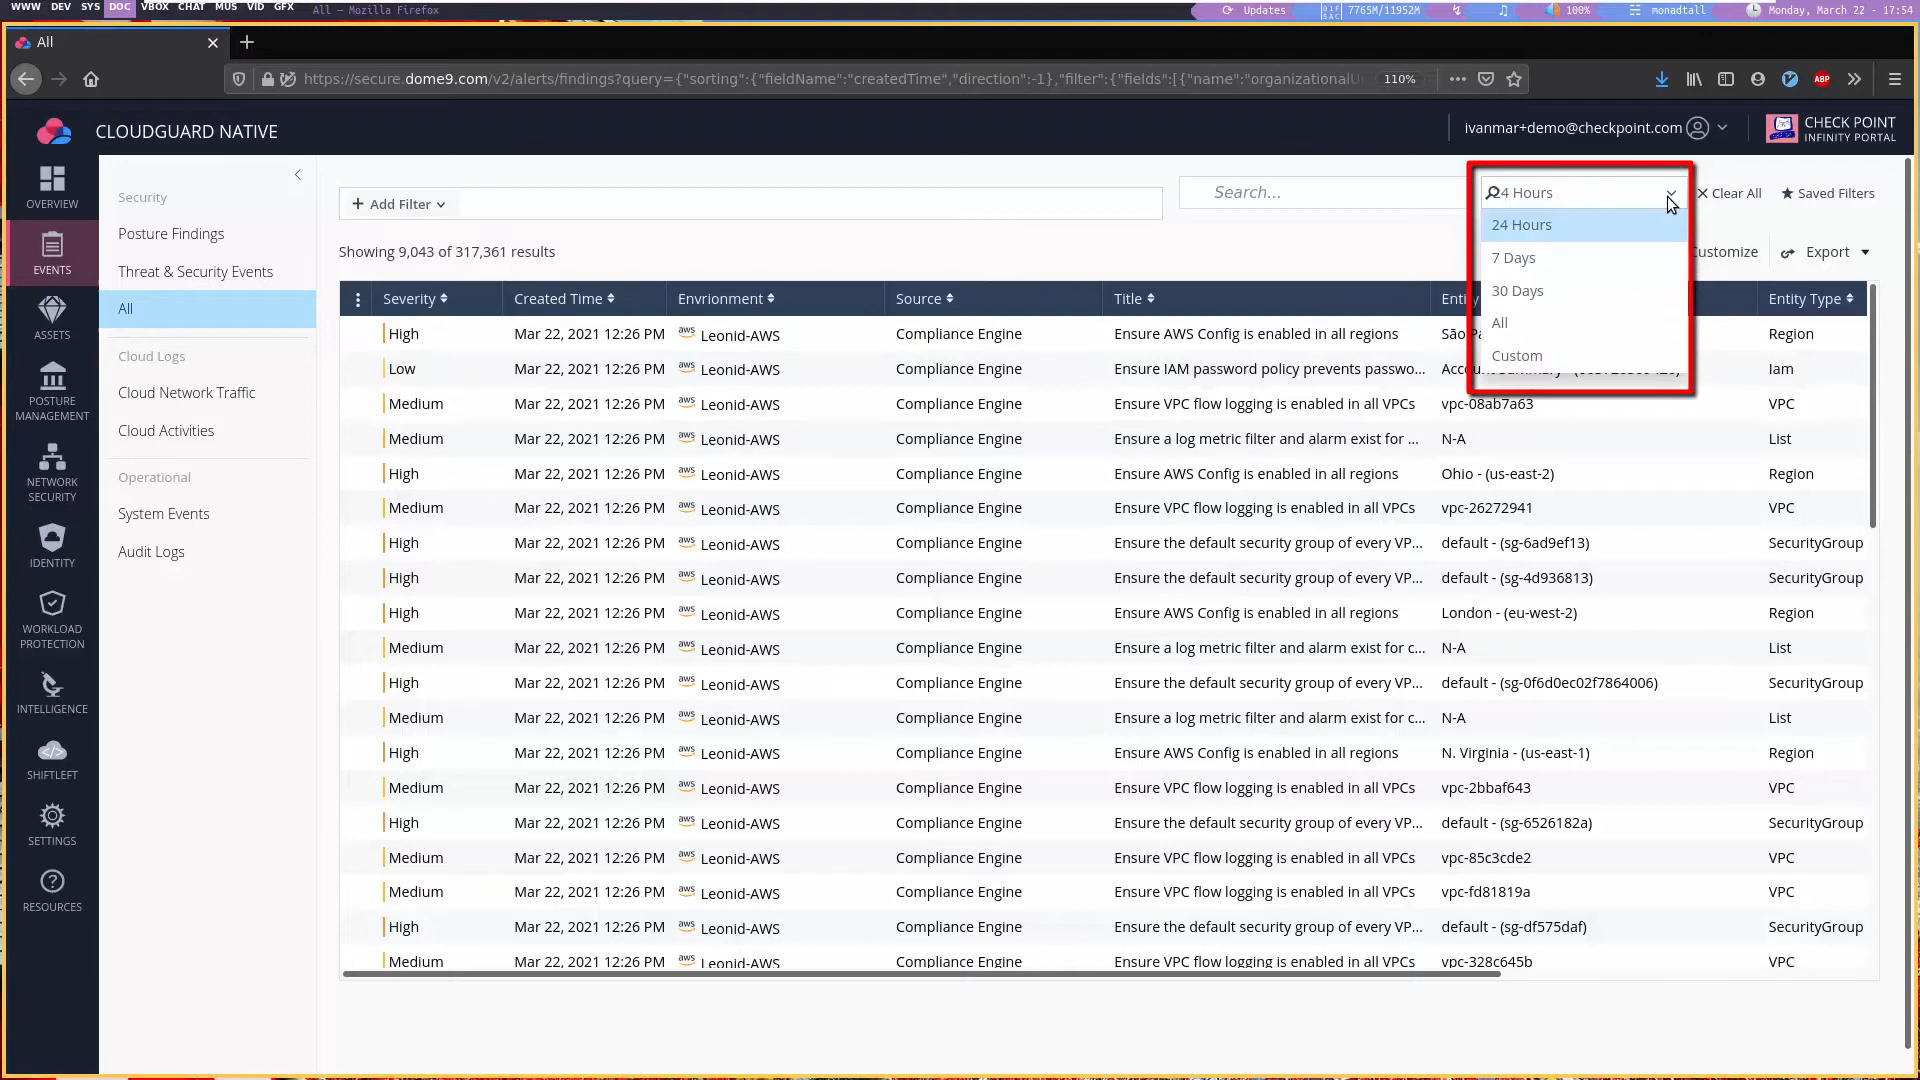 WWW DEV SYS DOC VBOX CHAT MUS VID GFX All — Mozilla Firefox Updates 7765M/11952M 100% monadtall Monday, March 22 - 17:54
All
https://secure.dome9.com/v2/alerts/findings?query={"sorting":{"fieldName":"createdTime","direction":-1},"filter":{"fields":[{"name":"organizationalU 110% ABP
CLOUDGUARD NATIVE ivanmar+demo@checkpoint.com CHECK POINT
INFINITY PORTAL
OVERVIEW
EVENTS
ASSETS
POSTURE
MANAGEMENT
NETWORK
SECURITY
IDENTITY
WORKLOAD
PROTECTION
INTELLIGENCE
SHIFTLEFT
SETTINGS
RESOURCES
Security
Posture Findings
Threat & Security Events
All
Cloud Logs
Cloud Network Traffic
Cloud Activities
Operational
System Events
Audit Logs
Add Filter Search... 24 Hours Clear All Saved Filters
24 Hours
7 Days
30 Days
All
Custom
Showing 9,043 of 317,361 results Customize Export
Severity Created Time Envrionment Source Title Entity Entity Type
High Mar 22, 2021 12:26 PM aws Leonid-AWS Compliance Engine Ensure AWS Config is enabled in all regions São Pa Region
Low Mar 22, 2021 12:26 PM aws Leonid-AWS Compliance Engine Ensure IAM password policy prevents passwo... Iam
Medium Mar 22, 2021 12:26 PM aws Leonid-AWS Compliance Engine Ensure VPC flow logging is enabled in all VPCs vpc-08ab7a63 VPC
Medium Mar 22, 2021 12:26 PM aws Leonid-AWS Compliance Engine Ensure a log metric filter and alarm exist for ... N-A List
High Mar 22, 2021 12:26 PM aws Leonid-AWS Compliance Engine Ensure AWS Config is enabled in all regions Ohio - (us-east-2) Region
Medium Mar 22, 2021 12:26 PM aws Leonid-AWS Compliance Engine Ensure VPC flow logging is enabled in all VPCs vpc-26272941 VPC
High Mar 22, 2021 12:26 PM aws Leonid-AWS Compliance Engine Ensure the default security group of every VP... default - (sg-6ad9ef13) SecurityGroup
High Mar 22, 2021 12:26 PM aws Leonid-AWS Compliance Engine Ensure the default security group of every VP... default - (sg-4d936813) SecurityGroup
High Mar 22, 2021 12:26 PM aws Leonid-AWS Compliance Engine Ensure AWS Config is enabled in all regions London - (eu-west-2) Region
Medium Mar 22, 2021 12:26 PM aws Leonid-AWS Compliance Engine Ensure a log metric filter and alarm exist for c... N-A List
High Mar 22, 2021 12:26 PM aws Leonid-AWS Compliance Engine Ensure the default security group of every VP... default - (sg-0f6d0ec02f7864006) SecurityGroup
Medium Mar 22, 2021 12:26 PM aws Leonid-AWS Compliance Engine Ensure a log metric filter and alarm exist for c... N-A List
High Mar 22, 2021 12:26 PM aws Leonid-AWS Compliance Engine Ensure AWS Config is enabled in all regions N. Virginia - (us-east-1) Region
Medium Mar 22, 2021 12:26 PM aws Leonid-AWS Compliance Engine Ensure VPC flow logging is enabled in all VPCs vpc-2bbaf643 VPC
High Mar 22, 2021 12:26 PM aws Leonid-AWS Compliance Engine Ensure the default security group of every VP... default - (sg-6526182a) SecurityGroup
Medium Mar 22, 2021 12:26 PM aws Leonid-AWS Compliance Engine Ensure VPC flow logging is enabled in all VPCs vpc-85c3cde2 VPC
Medium Mar 22, 2021 12:26 PM aws Leonid-AWS Compliance Engine Ensure VPC flow logging is enabled in all VPCs vpc-fd81819a VPC
High Mar 22, 2021 12:26 PM aws Leonid-AWS Compliance Engine Ensure the default security group of every VP... default - (sg-df575daf) SecurityGroup
Medium Mar 22, 2021 12:26 PM aws Leonid-AWS Compliance Engine Ensure VPC flow logging is enabled in all VPCs vpc-328c645b VPC